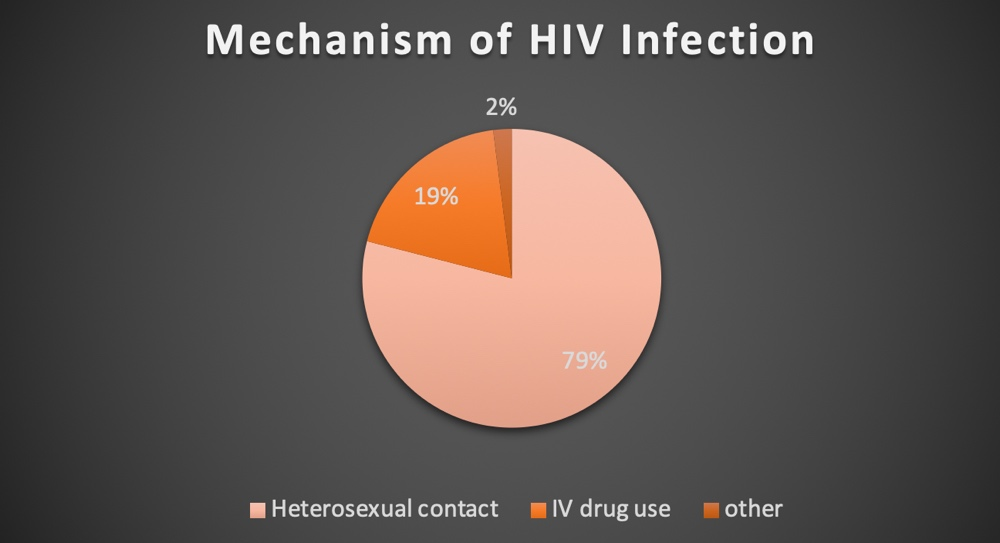 Mechanism of HIV Infection
2%
19%
79%
Heterosexual contact IV drug use other